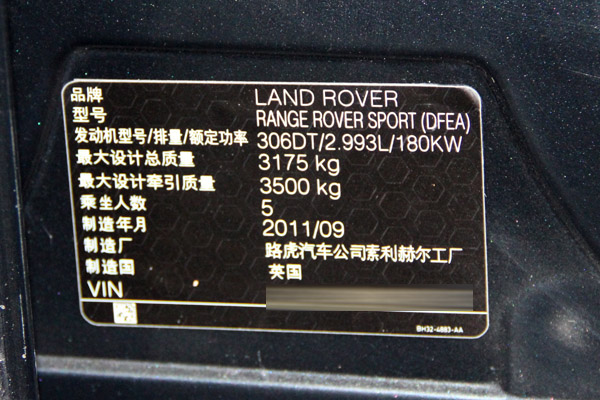 品牌 LAND ROVER
型号 RANGE ROVER SPORT (DFEA)
发动机型号/排量/额定功率 306DT/2.993L/180KW
最大设计总质量 3175 kg
最大设计牵引质量 3500 kg
乘坐人数 5
制造年月 2011/09
制造厂 路虎汽车公司索利赫尔工厂
制造国 英国
VIN
BH32-4883-AA